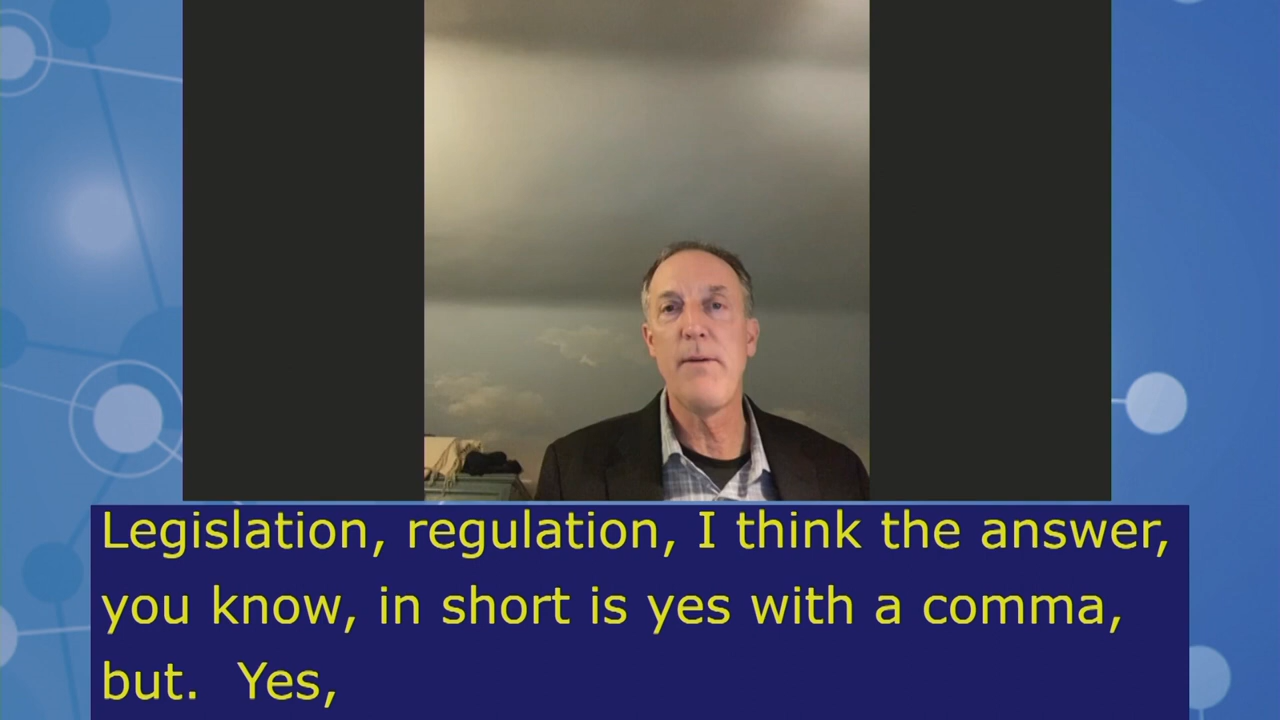 Legislation, regulation, I think the answer,
you know, in short is yes with a comma,
but.  Yes,